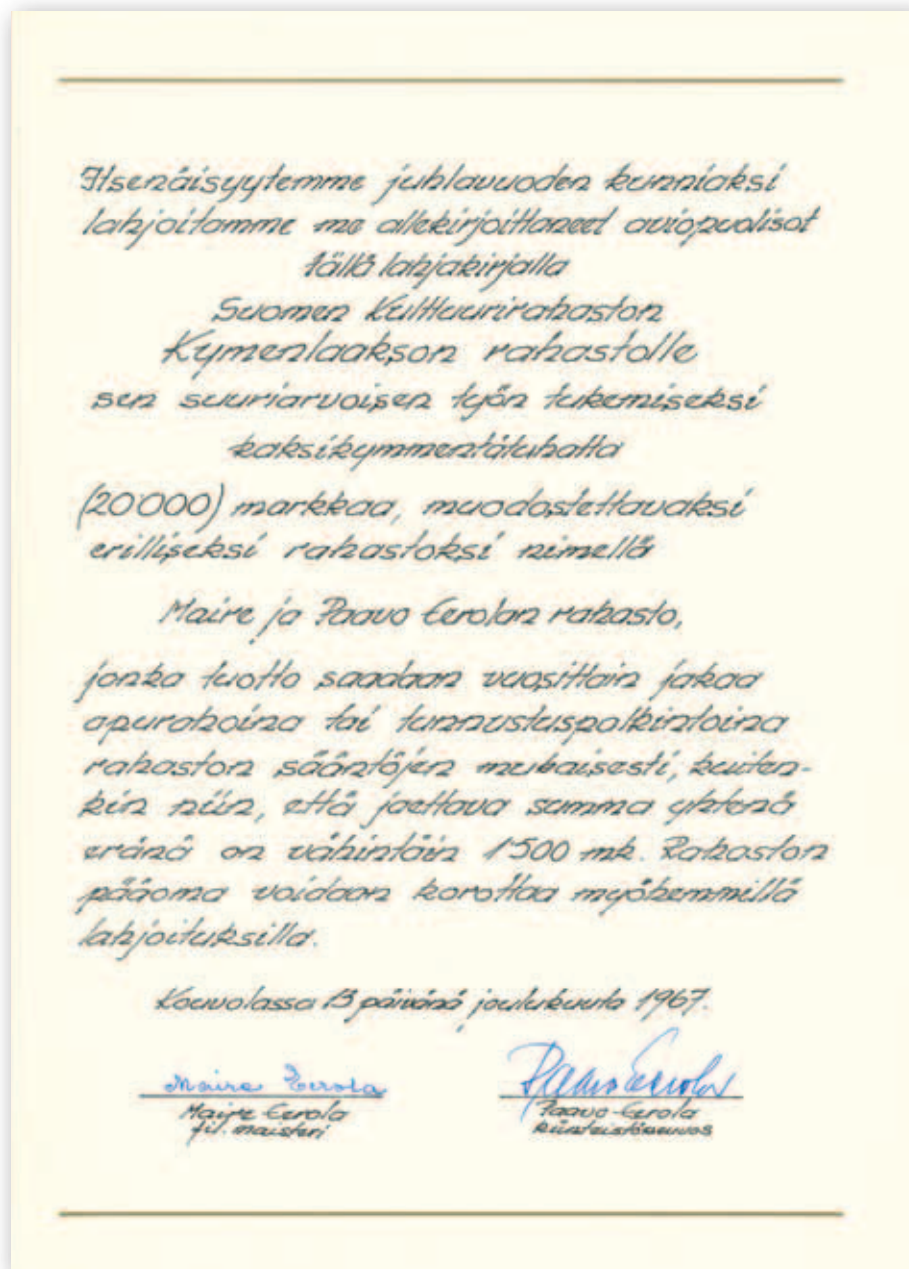 Itsenäisyytemme juhlavuoden kunniaksi
lahjoitamme me allekirjoittaneet aviopuolisot
tällä lahjakirjalla
Suomen Kulttuurirahaston
Kymenlaakson rahastolle
sen suuriarvoisen työn tukemiseksi
kaksikymmentätuhatta
(20000) markkaa, muodostettavaksi
erilliseksi rahastoksi nimellä
Maire ja Paavo Eerolan rahasto,
jonka tuotto saadaan vuosittain jakaa
apurahoina tai tunnustuspalkintoina
rahaston sääntöjen mukaisesti, kuiten-
kin niin, että jaettava summa yhtenä
eränä on vähintäin 1500 mk. Rahaston
pääoma voidaan korottaa myöhemmillä
lahjoituksilla.
Kouvolassa 13 päivänä joulukuuta 1967.
Maire Eerola
Paavo Eerola
Maire Eerola
Paavo Eerola
fil. maisteri
kiinteistöneuvos